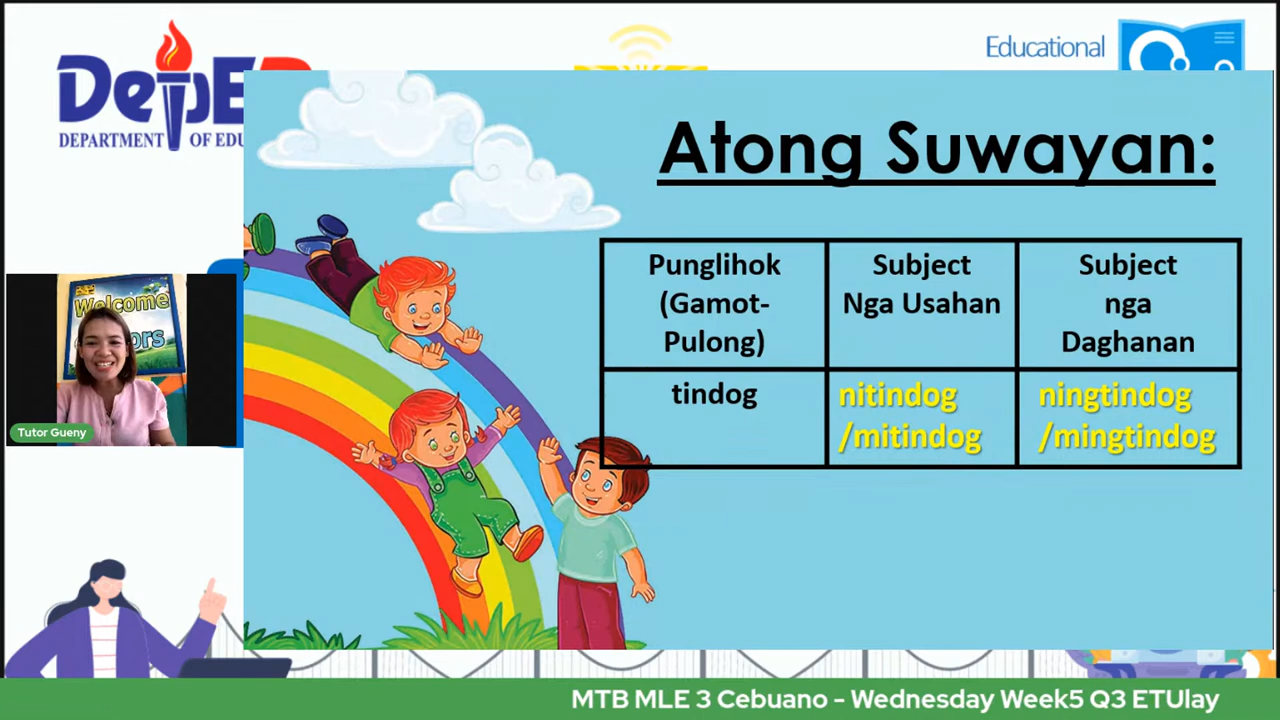 DepE
DEPARTMENT OF EDU
Educational
Atong Suwayan:
Punglihok
(Gamot-
Pulong)
Subject
Nga Usahan
Subject
nga
Daghanan
tindog
nitindog
/mitindog
ningtindog
/mingtindog
Welcome
Tutor Gueny
MTB MLE 3 Cebuano - Wednesday Week5 Q3 ETUlay